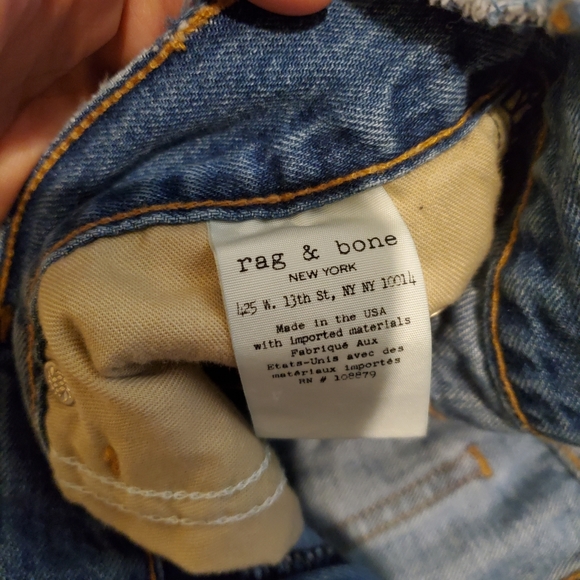 rag & bone
NEW YORK
425 W. 13th St, NY NY 10014
Made in the USA
with imported materials
Fabriqué Aux
Etats-Unis avec des
matériaux importés
RN # 108879